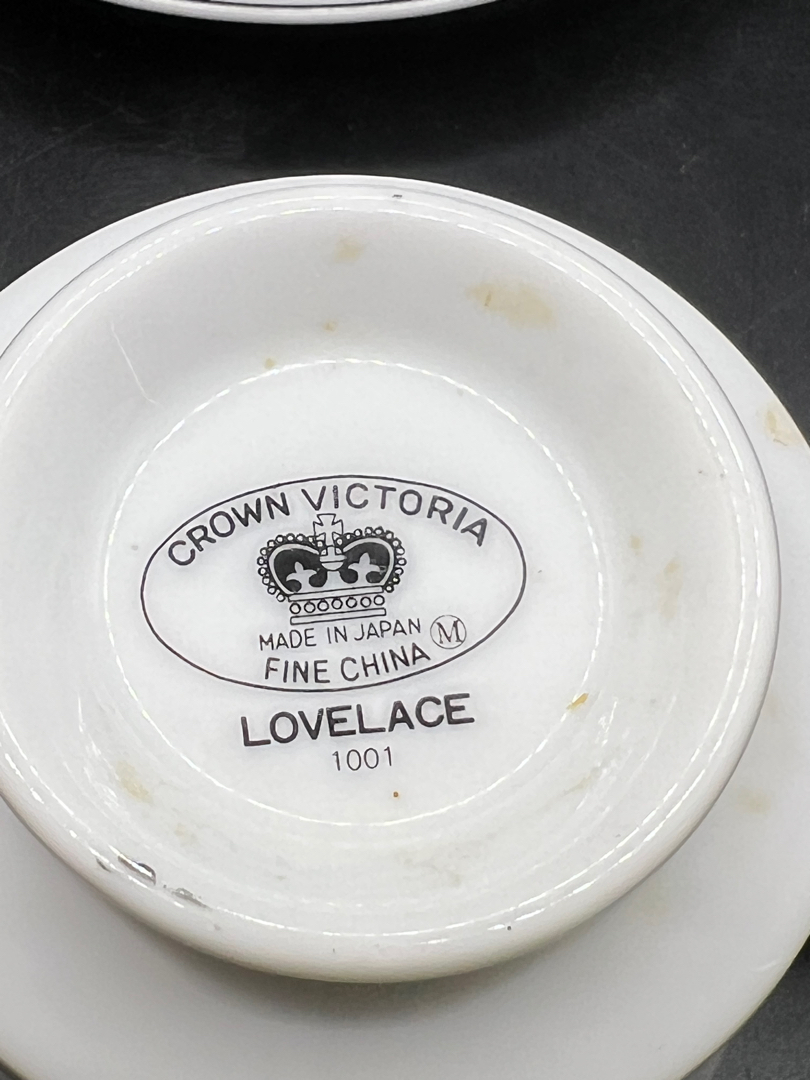 CROWN VICTORIA
MADE IN JAPAN M
FINE CHINA
LOVELACE
1001